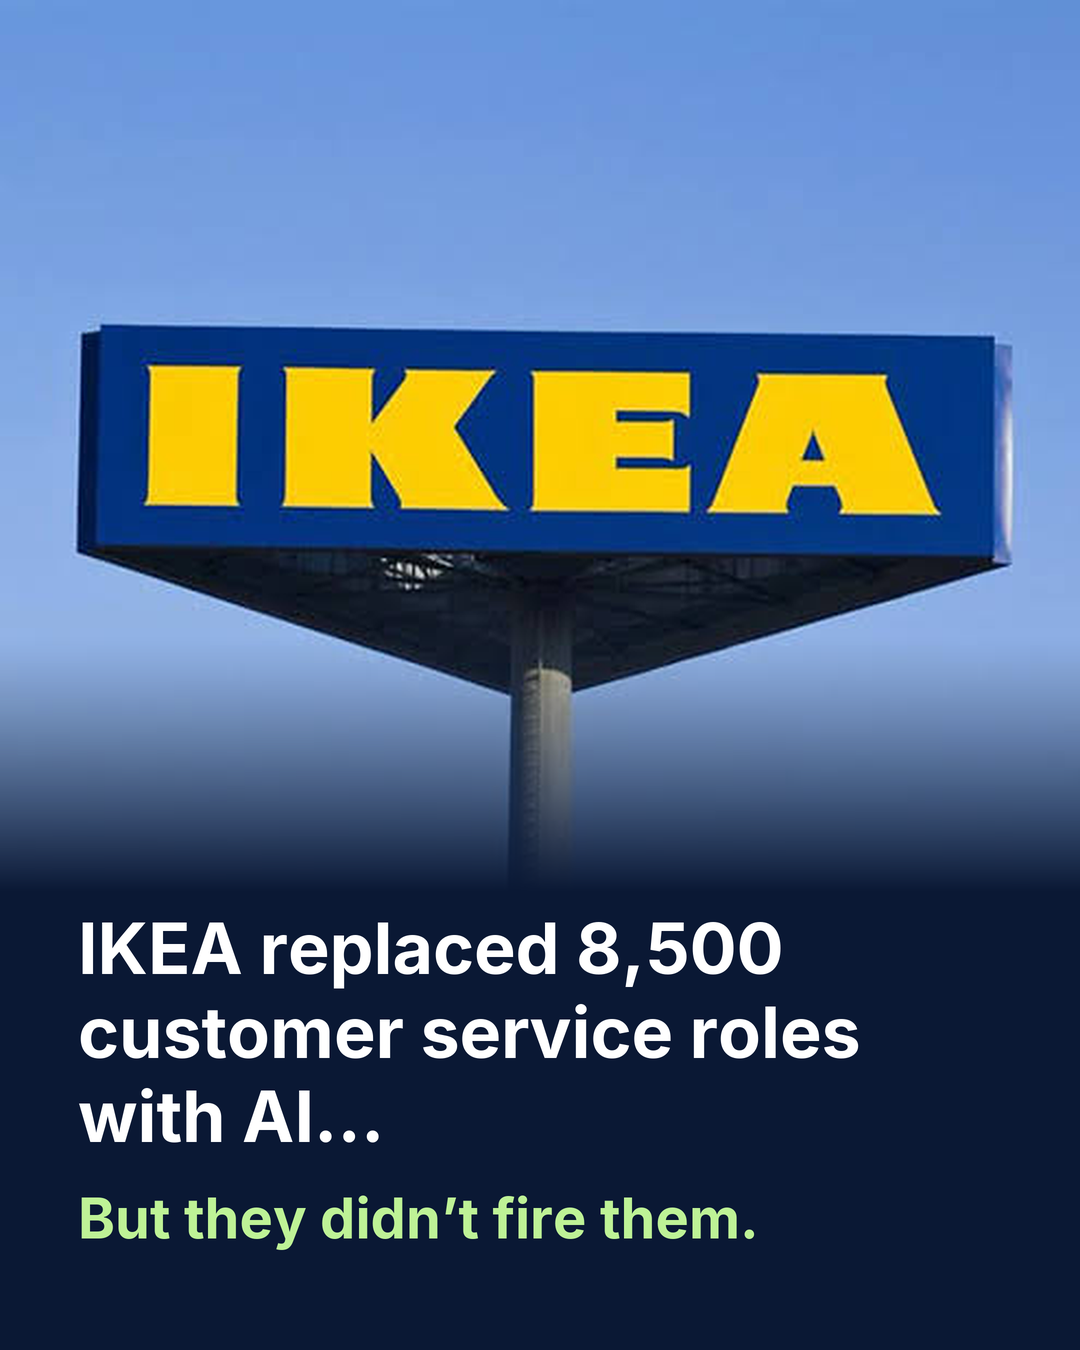 IKEA
IKEA replaced 8,500
customer service roles
with AI...
But they didn’t fire them.